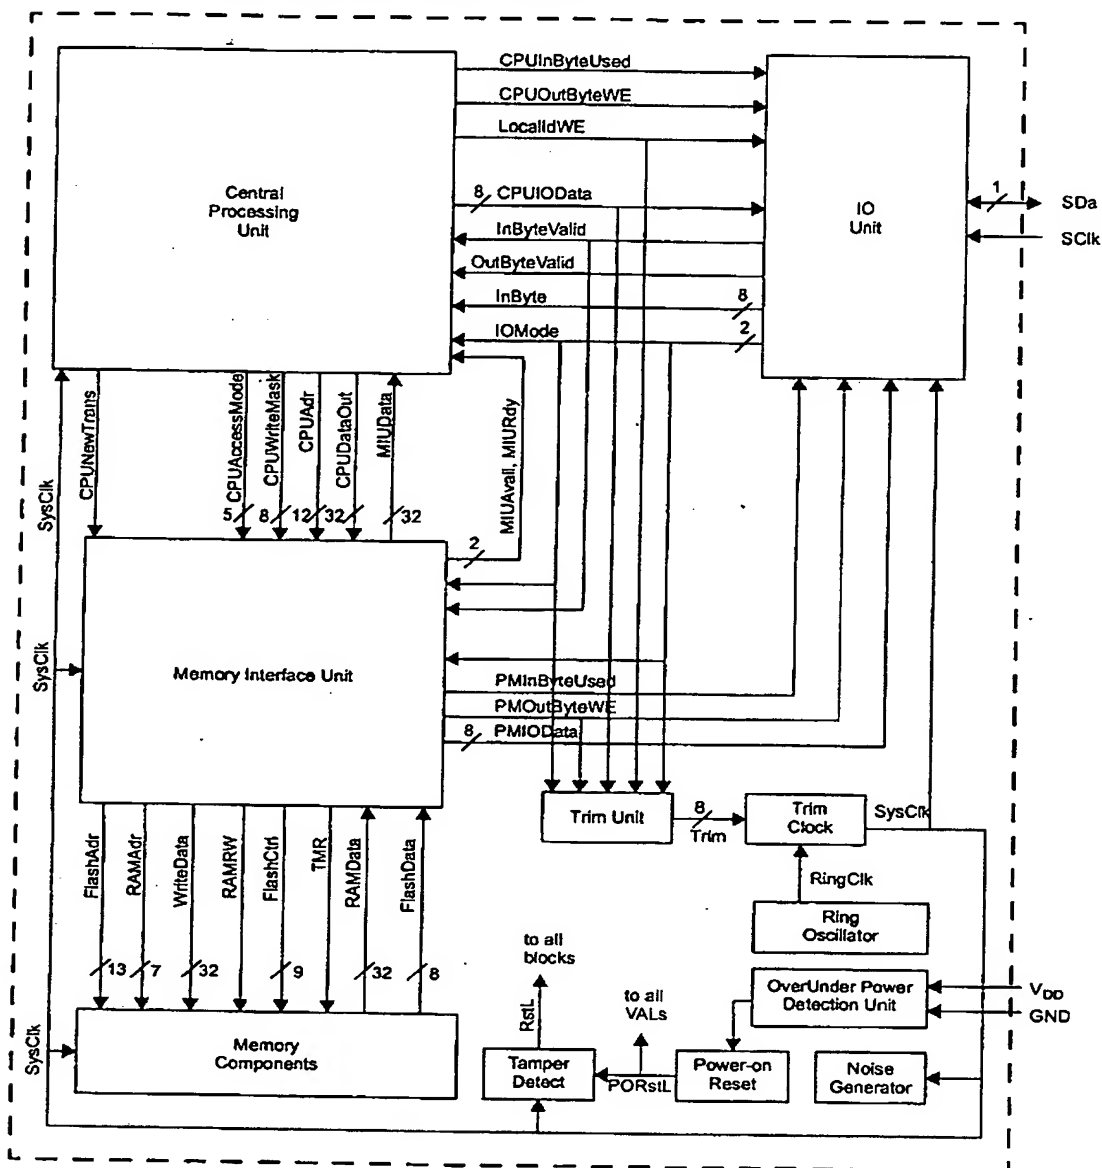 CPUInByteUsed
CPUOutByteWE
LocalIdWE
8
CPUIOData
InByteValid
OutByteValid
InByte
8
IOMode
2
Central
Processing
Unit
IO
Unit
1
SDa
SClk
SysClk
CPUNewTrans
CPUAccessMode
CPUWriteMask
CPUAdr
CPUDataOut
MIUData
MIUAvail, MIURdy
5
8
12
32
32
2
SysClk
Memory Interface Unit
PMInByteUsed
PMOutByteWE
8
PMIOData
Trim Unit
8
Trim
Trim
Clock
SysClk
RingClk
Ring
Oscillator
FlashAdr
RAMAdr
WriteData
RAMRW
FlashCtrl
TMR
RAMData
FlashData
13
7
32
9
32
8
to all
blocks
RstL
to all
VALs
OverUnder Power
Detection Unit
VDD
GND
SysClk
Memory
Components
Tamper
Detect
PORstL
Power-on
Reset
Noise
Generator